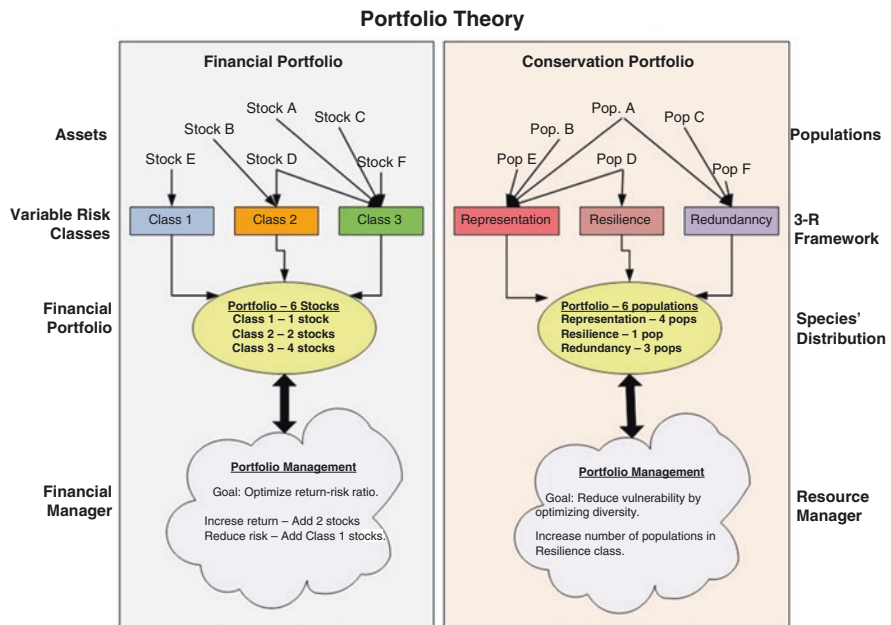 Portfolio Theory
Financial Portfolio
Conservation Portfolio
Assets
Stock A
Stock C
Stock B
Stock E
Stock D
Stock F
Pop. A
Pop C
Pop. B
Pop E
Pop D
Pop F
Populations
Variable Risk
Classes
Class 1
Class 2
Class 3
Representation
Resilience
Redundanncy
3-R
Framework
Financial
Portfolio
Portfolio – 6 Stocks
Class 1 – 1 stock
Class 2 – 2 stocks
Class 3 – 4 stocks
Portfolio – 6 populations
Representation – 4 pops
Resilience – 1 pop
Redundancy – 3 pops
Species'
Distribution
Financial
Manager
Portfolio Management
Goal: Optimize return-risk ratio.
Increse return – Add 2 stocks
Reduce risk – Add Class 1 stocks.
Portfolio Management
Goal: Reduce vulnerability by
optimizing diversity.
Increase number of populations in
Resilience class.
Resource
Manager